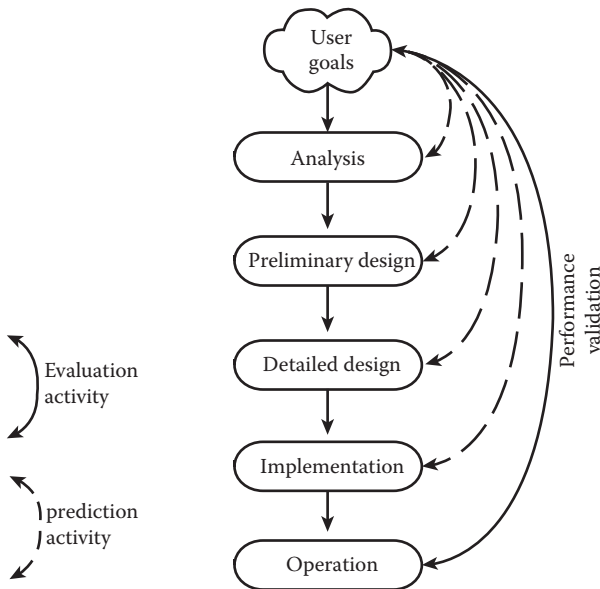 User
goals
Analysis
Preliminary design
Detailed design
Implementation
Operation
Performance
validation
Evaluation
activity
prediction
activity